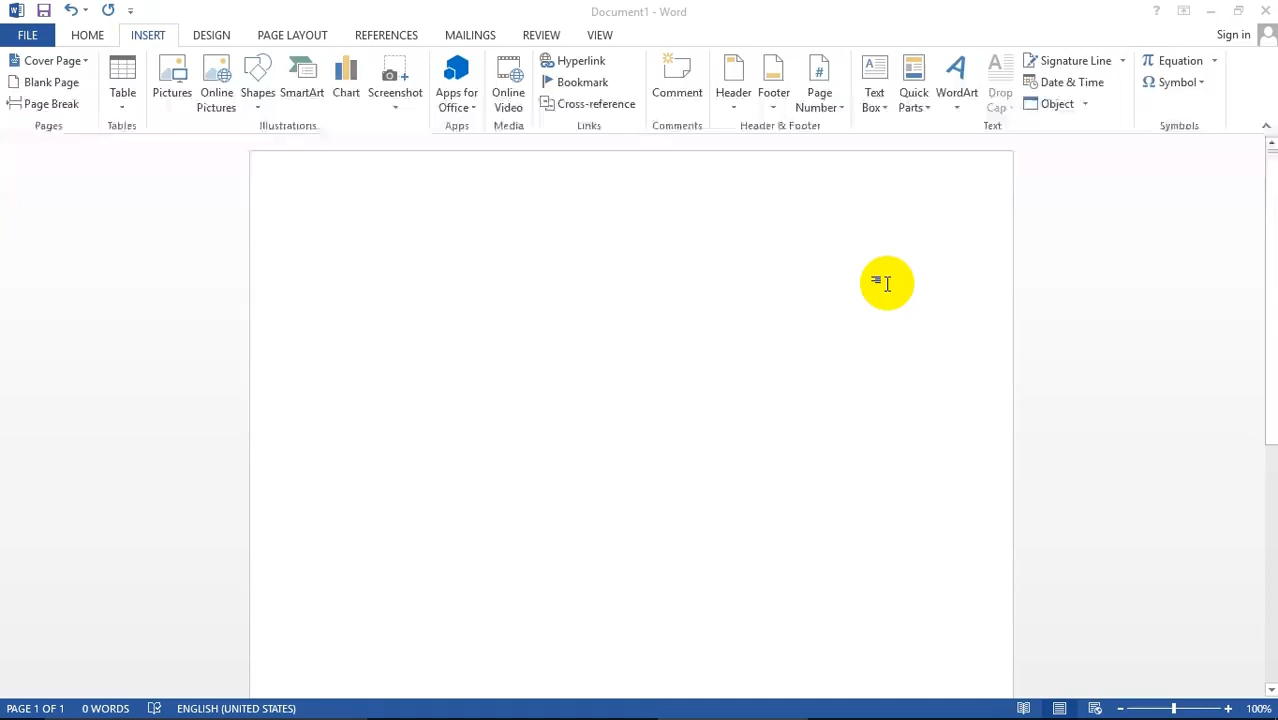 Document1 - Word
?
FILE HOME INSERT DESIGN PAGE LAYOUT REFERENCES MAILINGS REVIEW VIEW Sign in
Cover Page
Blank Page
Page Break
Pages
Table
Tables
Pictures
Online
Pictures
Shapes
SmartArt
Chart
Screenshot
Illustrations
Apps for
Office
Apps
Online
Video
Media
Hyperlink
Bookmark
Cross-reference
Links
Comment
Comments
Header
Footer
Page
Number
Header & Footer
Text
Box
Quick
Parts
WordArt
Drop
Cap
Signature Line
Date & Time
Object
Text
Equation
Symbol
Symbols
PAGE 1 OF 1 0 WORDS ENGLISH (UNITED STATES) 100%